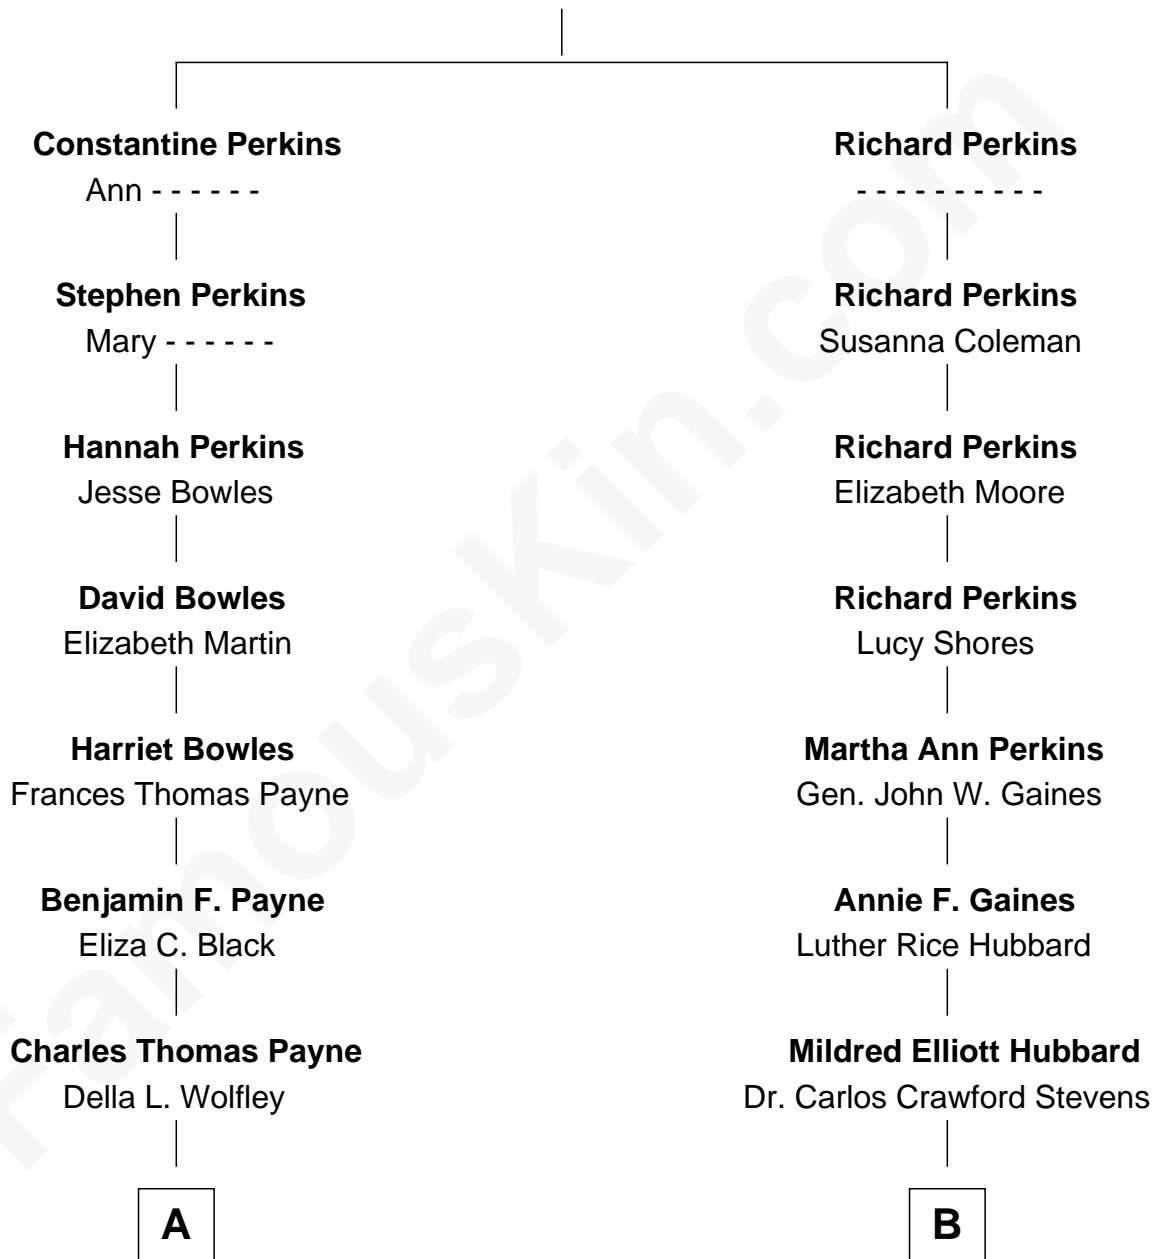 Constantine Perkins
Ann - - - - - -
Richard Perkins
- - - - - - - - - -
Stephen Perkins
Mary - - - - - -
Richard Perkins
Susanna Coleman
Hannah Perkins
Jesse Bowles
Richard Perkins
Elizabeth Moore
David Bowles
Elizabeth Martin
Richard Perkins
Lucy Shores
Harriet Bowles
Frances Thomas Payne
Martha Ann Perkins
Gen. John W. Gaines
Benjamin F. Payne
Eliza C. Black
Annie F. Gaines
Luther Rice Hubbard
Charles Thomas Payne
Della L. Wolfley
Mildred Elliott Hubbard
Dr. Carlos Crawford Stevens
A
B
FamousKin.com